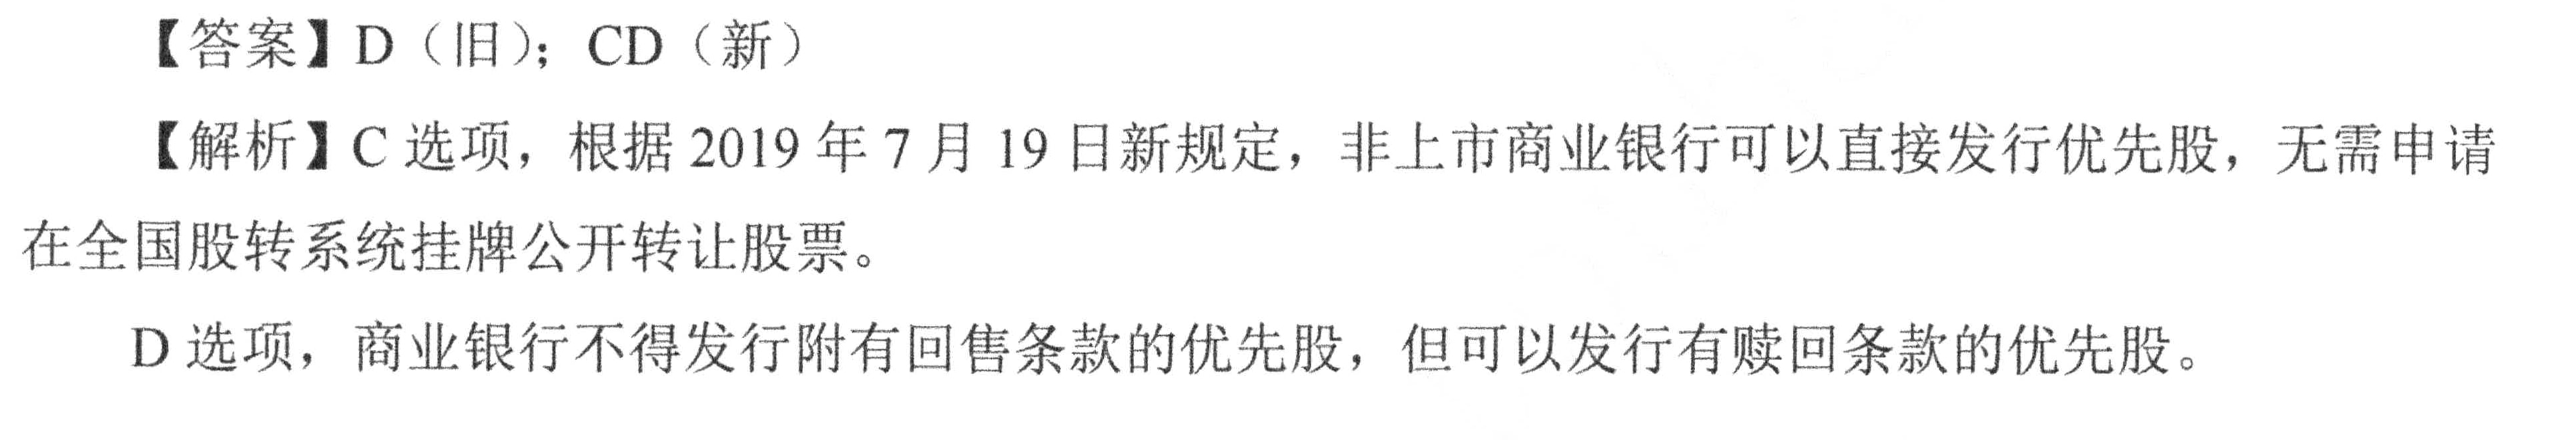 【答案】D（旧）；CD（新）
【解析】C 选项，根据 2019 年 7 月 19 日新规定，非上市商业银行可以直接发行优先股，无需申请
在全国股转系统挂牌公开转让股票。
D 选项，商业银行不得发行附有回售条款的优先股，但可以发行有赎回条款的优先股。